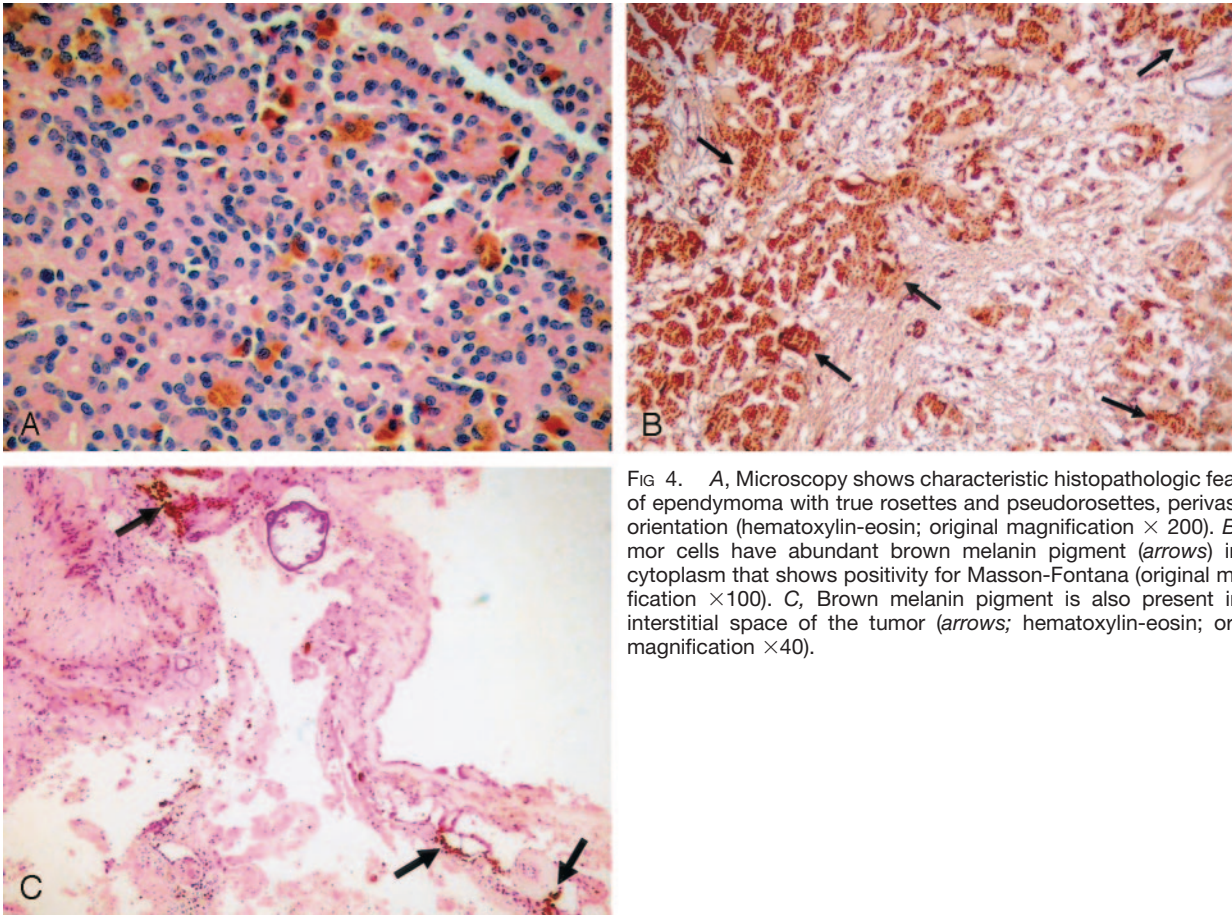 A
B
FIG 4. A, Microscopy shows characteristic histopathologic fea
of ependymoma with true rosettes and pseudorosettes, perivas
orientation (hematoxylin-eosin; original magnification × 200). B
mor cells have abundant brown melanin pigment (arrows) in
cytoplasm that shows positivity for Masson-Fontana (original m
fication ×100). C, Brown melanin pigment is also present in
interstitial space of the tumor (arrows; hematoxylin-eosin; or
magnification ×40).
C